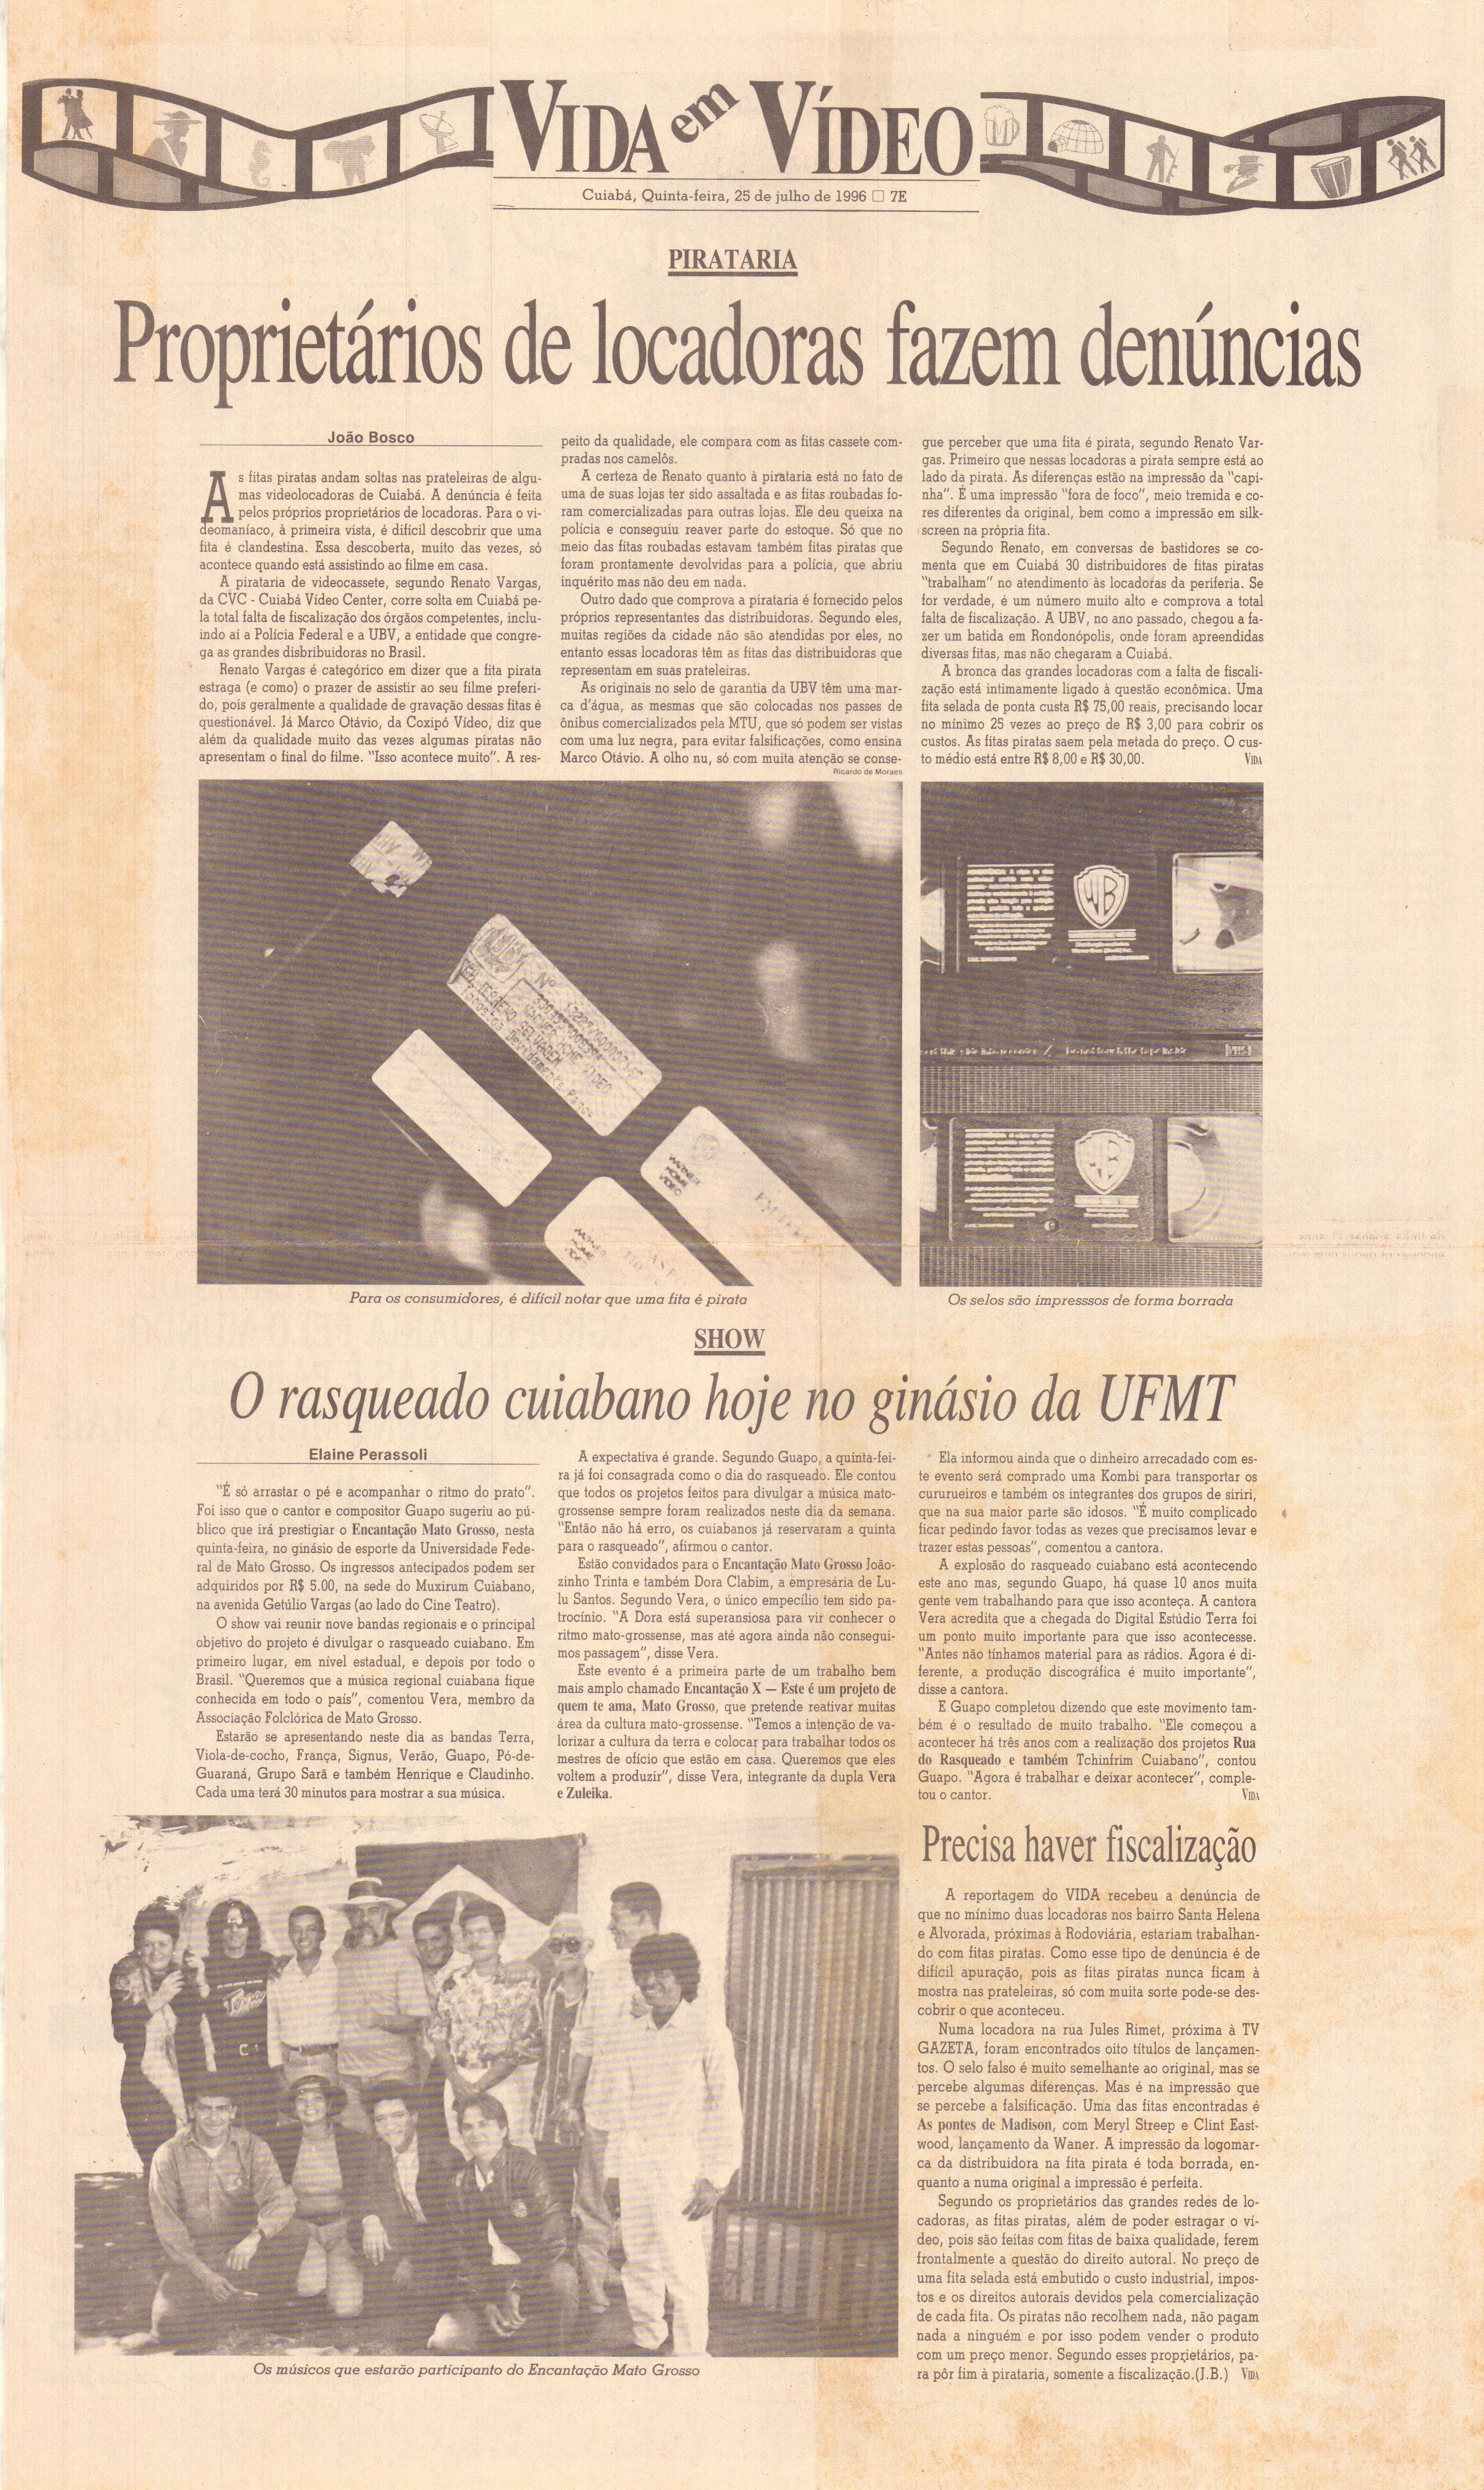 VIDA em VÍDEO
Cuiabá, Quinta-feira, 25 de julho de 1996 □ 7E
PIRATARIA
Proprietários de locadoras fazem denúncias
João Bosco
As fitas piratas andam soltas nas prateleiras de algu-
mas videolocadoras de Cuiabá. A denúncia é feita
pelos próprios proprietários de locadoras. Para o vi-
deomaníaco, à primeira vista, é difícil descobrir que uma
fita é clandestina. Essa descoberta, muito das vezes, só
acontece quando está assistindo ao filme em casa.
A pirataria de videocassete, segundo Renato Vargas,
da CVC - Cuiabá Vídeo Center, corre solta em Cuiabá pe-
la total falta de fiscalização dos órgãos competentes, inclu-
indo aí a Polícia Federal e a UBV, a entidade que congre-
ga as grandes disbribuidoras no Brasil.
Renato Vargas é categórico em dizer que a fita pirata
estraga (e como) o prazer de assistir ao seu filme preferi-
do, pois geralmente a qualidade de gravação dessas fitas é
questionável. Já Marco Otávio, da Coxipó Vídeo, diz que
além da qualidade muito das vezes algumas piratas não
apresentam o final do filme. "Isso acontece muito". A res-
peito da qualidade, ele compara com as fitas cassete com-
pradas nos camelôs.
A certeza de Renato quanto à pirataria está no fato de
uma de suas lojas ter sido assaltada e as fitas roubadas fo-
ram comercializadas para outras lojas. Ele deu queixa na
polícia e conseguiu reaver parte do estoque. Só que no
meio das fitas roubadas estavam também fitas piratas que
foram prontamente devolvidas para a polícia, que abriu
inquérito mas não deu em nada.
Outro dado que comprova a pirataria é fornecido pelos
próprios representantes das distribuidoras. Segundo eles,
muitas regiões da cidade não são atendidas por eles, no
entanto essas locadoras têm as fitas das distribuidoras que
representam em suas prateleiras.
As originais no selo de garantia da UBV têm uma mar-
ca d'água, as mesmas que são colocadas nos passes de
ônibus comercializados pela MTU, que só podem ser vistas
com uma luz negra, para evitar falsificações, como ensina
Marco Otávio. A olho nu, só com muita atenção se conse-
gue perceber que uma fita é pirata, segundo Renato Var-
gas. Primeiro que nessas locadoras a pirata sempre está ao
lado da pirata. As diferenças estão na impressão da "capi-
nha". É uma impressão "fora de foco", meio tremida e co-
res diferentes da original, bem como a impressão em silk-
screen na própria fita.
Segundo Renato, em conversas de bastidores se co-
menta que em Cuiabá 30 distribuidores de fitas piratas
"trabalham" no atendimento às locadoras da periferia. Se
for verdade, é um número muito alto e comprova a total
falta de fiscalização. A UBV, no ano passado, chegou a fa-
zer um batida em Rondonópolis, onde foram apreendidas
diversas fitas, mas não chegaram a Cuiabá.
A bronca das grandes locadoras com a falta de fiscali-
zação está intimamente ligado à questão econômica. Uma
fita selada de ponta custa R$ 75,00 reais, precisando locar
no mínimo 25 vezes ao preço de R$ 3,00 para cobrir os
custos. As fitas piratas saem pela metada do preço. O cus-
to médio está entre R$ 8,00 e R$ 30,00. VIDA
Ricardo de Moraes
UBV
Nº
WARNER HOME VIDEO
WARNER
HOME
VIDEO
WB
VHS
Para os consumidores, é difícil notar que uma fita é pirata
Os selos são impresssos de forma borrada
SHOW
O rasqueado cuiabano hoje no ginásio da UFMT
Elaine Perassoli
"É só arrastar o pé e acompanhar o ritmo do prato".
Foi isso que o cantor e compositor Guapo sugeriu ao pú-
blico que irá prestigiar o Encantação Mato Grosso, nesta
quinta-feira, no ginásio de esporte da Universidade Fede-
ral de Mato Grosso. Os ingressos antecipados podem ser
adquiridos por R$ 5.00, na sede do Muxirum Cuiabano,
na avenida Getúlio Vargas (ao lado do Cine Teatro).
O show vai reunir nove bandas regionais e o principal
objetivo do projeto é divulgar o rasqueado cuiabano. Em
primeiro lugar, em nível estadual, e depois por todo o
Brasil. "Queremos que a música regional cuiabana fique
conhecida em todo o país", comentou Vera, membro da
Associação Folclórica de Mato Grosso.
Estarão se apresentando neste dia as bandas Terra,
Viola-de-cocho, França, Signus, Verão, Guapo, Pó-de-
Guaraná, Grupo Sarã e também Henrique e Claudinho.
Cada uma terá 30 minutos para mostrar a sua música.
A expectativa é grande. Segundo Guapo, a quinta-fei-
ra já foi consagrada como o dia do rasqueado. Ele contou
que todos os projetos feitos para divulgar a música mato-
grossense sempre foram realizados neste dia da semana.
"Então não há erro, os cuiabanos já reservaram a quinta
para o rasqueado", afirmou o cantor.
Estão convidados para o Encantação Mato Grosso João-
zinho Trinta e também Dora Clabim, a empresária de Lu-
lu Santos. Segundo Vera, o único empecílio tem sido pa-
trocínio. "A Dora está superansiosa para vir conhecer o
ritmo mato-grossense, mas até agora ainda não consegui-
mos passagem", disse Vera.
Este evento é a primeira parte de um trabalho bem
mais amplo chamado Encantação X — Este é um projeto de
quem te ama, Mato Grosso, que pretende reativar muitas
área da cultura mato-grossense. "Temos a intenção de va-
lorizar a cultura da terra e colocar para trabalhar todos os
mestres de ofício que estão em casa. Queremos que eles
voltem a produzir", disse Vera, integrante da dupla Vera
e Zuleika.
Ela informou ainda que o dinheiro arrecadado com es-
te evento será comprado uma Kombi para transportar os
cururueiros e também os integrantes dos grupos de siriri,
que na sua maior parte são idosos. "É muito complicado
ficar pedindo favor todas as vezes que precisamos levar e
trazer estas pessoas", comentou a cantora.
A explosão do rasqueado cuiabano está acontecendo
este ano mas, segundo Guapo, há quase 10 anos muita
gente vem trabalhando para que isso aconteça. A cantora
Vera acredita que a chegada do Digital Estúdio Terra foi
um ponto muito importante para que isso acontecesse.
"Antes não tínhamos material para as rádios. Agora é di-
ferente, a produção discográfica é muito importante",
disse a cantora.
E Guapo completou dizendo que este movimento tam-
bém é o resultado de muito trabalho. "Ele começou a
acontecer há três anos com a realização dos projetos Rua
do Rasqueado e também Tchinfrim Cuiabano", contou
Guapo. "Agora é trabalhar e deixar acontecer", comple-
tou o cantor. VIDA
Terra
Os músicos que estarão participanto do Encantação Mato Grosso
Precisa haver fiscalização
A reportagem do VIDA recebeu a denúncia de
que no mínimo duas locadoras nos bairro Santa Helena
e Alvorada, próximas à Rodoviária, estariam trabalhan-
do com fitas piratas. Como esse tipo de denúncia é de
difícil apuração, pois as fitas piratas nunca ficam à
mostra nas prateleiras, só com muita sorte pode-se des-
cobrir o que aconteceu.
Numa locadora na rua Jules Rimet, próxima à TV
GAZETA, foram encontrados oito títulos de lançamen-
tos. O selo falso é muito semelhante ao original, mas se
percebe algumas diferenças. Mas é na impressão que
se percebe a falsificação. Uma das fitas encontradas é
As pontes de Madison, com Meryl Streep e Clint East-
wood, lançamento da Waner. A impressão da logomar-
ca da distribuidora na fita pirata é toda borrada, en-
quanto a numa original a impressão é perfeita.
Segundo os proprietários das grandes redes de lo-
cadoras, as fitas piratas, além de poder estragar o ví-
deo, pois são feitas com fitas de baixa qualidade, ferem
frontalmente a questão do direito autoral. No preço de
uma fita selada está embutido o custo industrial, impos-
tos e os direitos autorais devidos pela comercialização
de cada fita. Os piratas não recolhem nada, não pagam
nada a ninguém e por isso podem vender o produto
com um preço menor. Segundo esses proprietários, pa-
ra pôr fim à pirataria, somente a fiscalização.(J.B.) VIDA